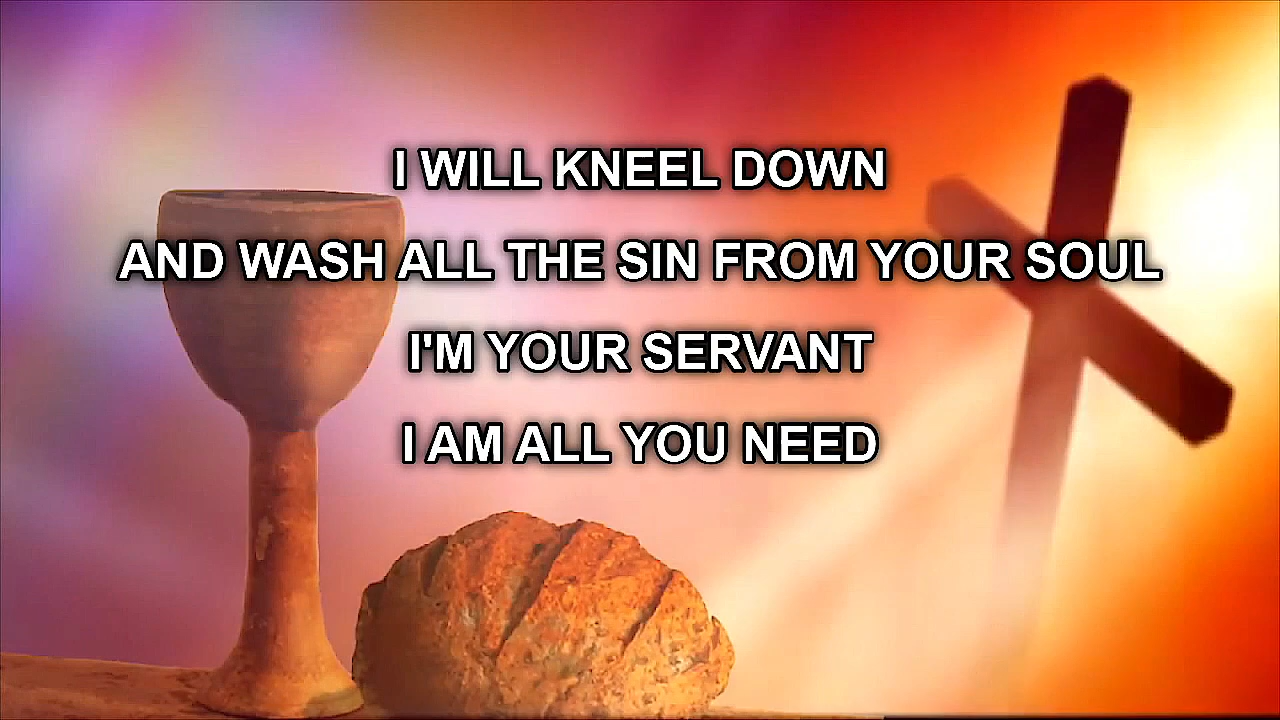 I WILL KNEEL DOWN
AND WASH ALL THE SIN FROM YOUR SOUL
I'M YOUR SERVANT
I AM ALL YOU NEED